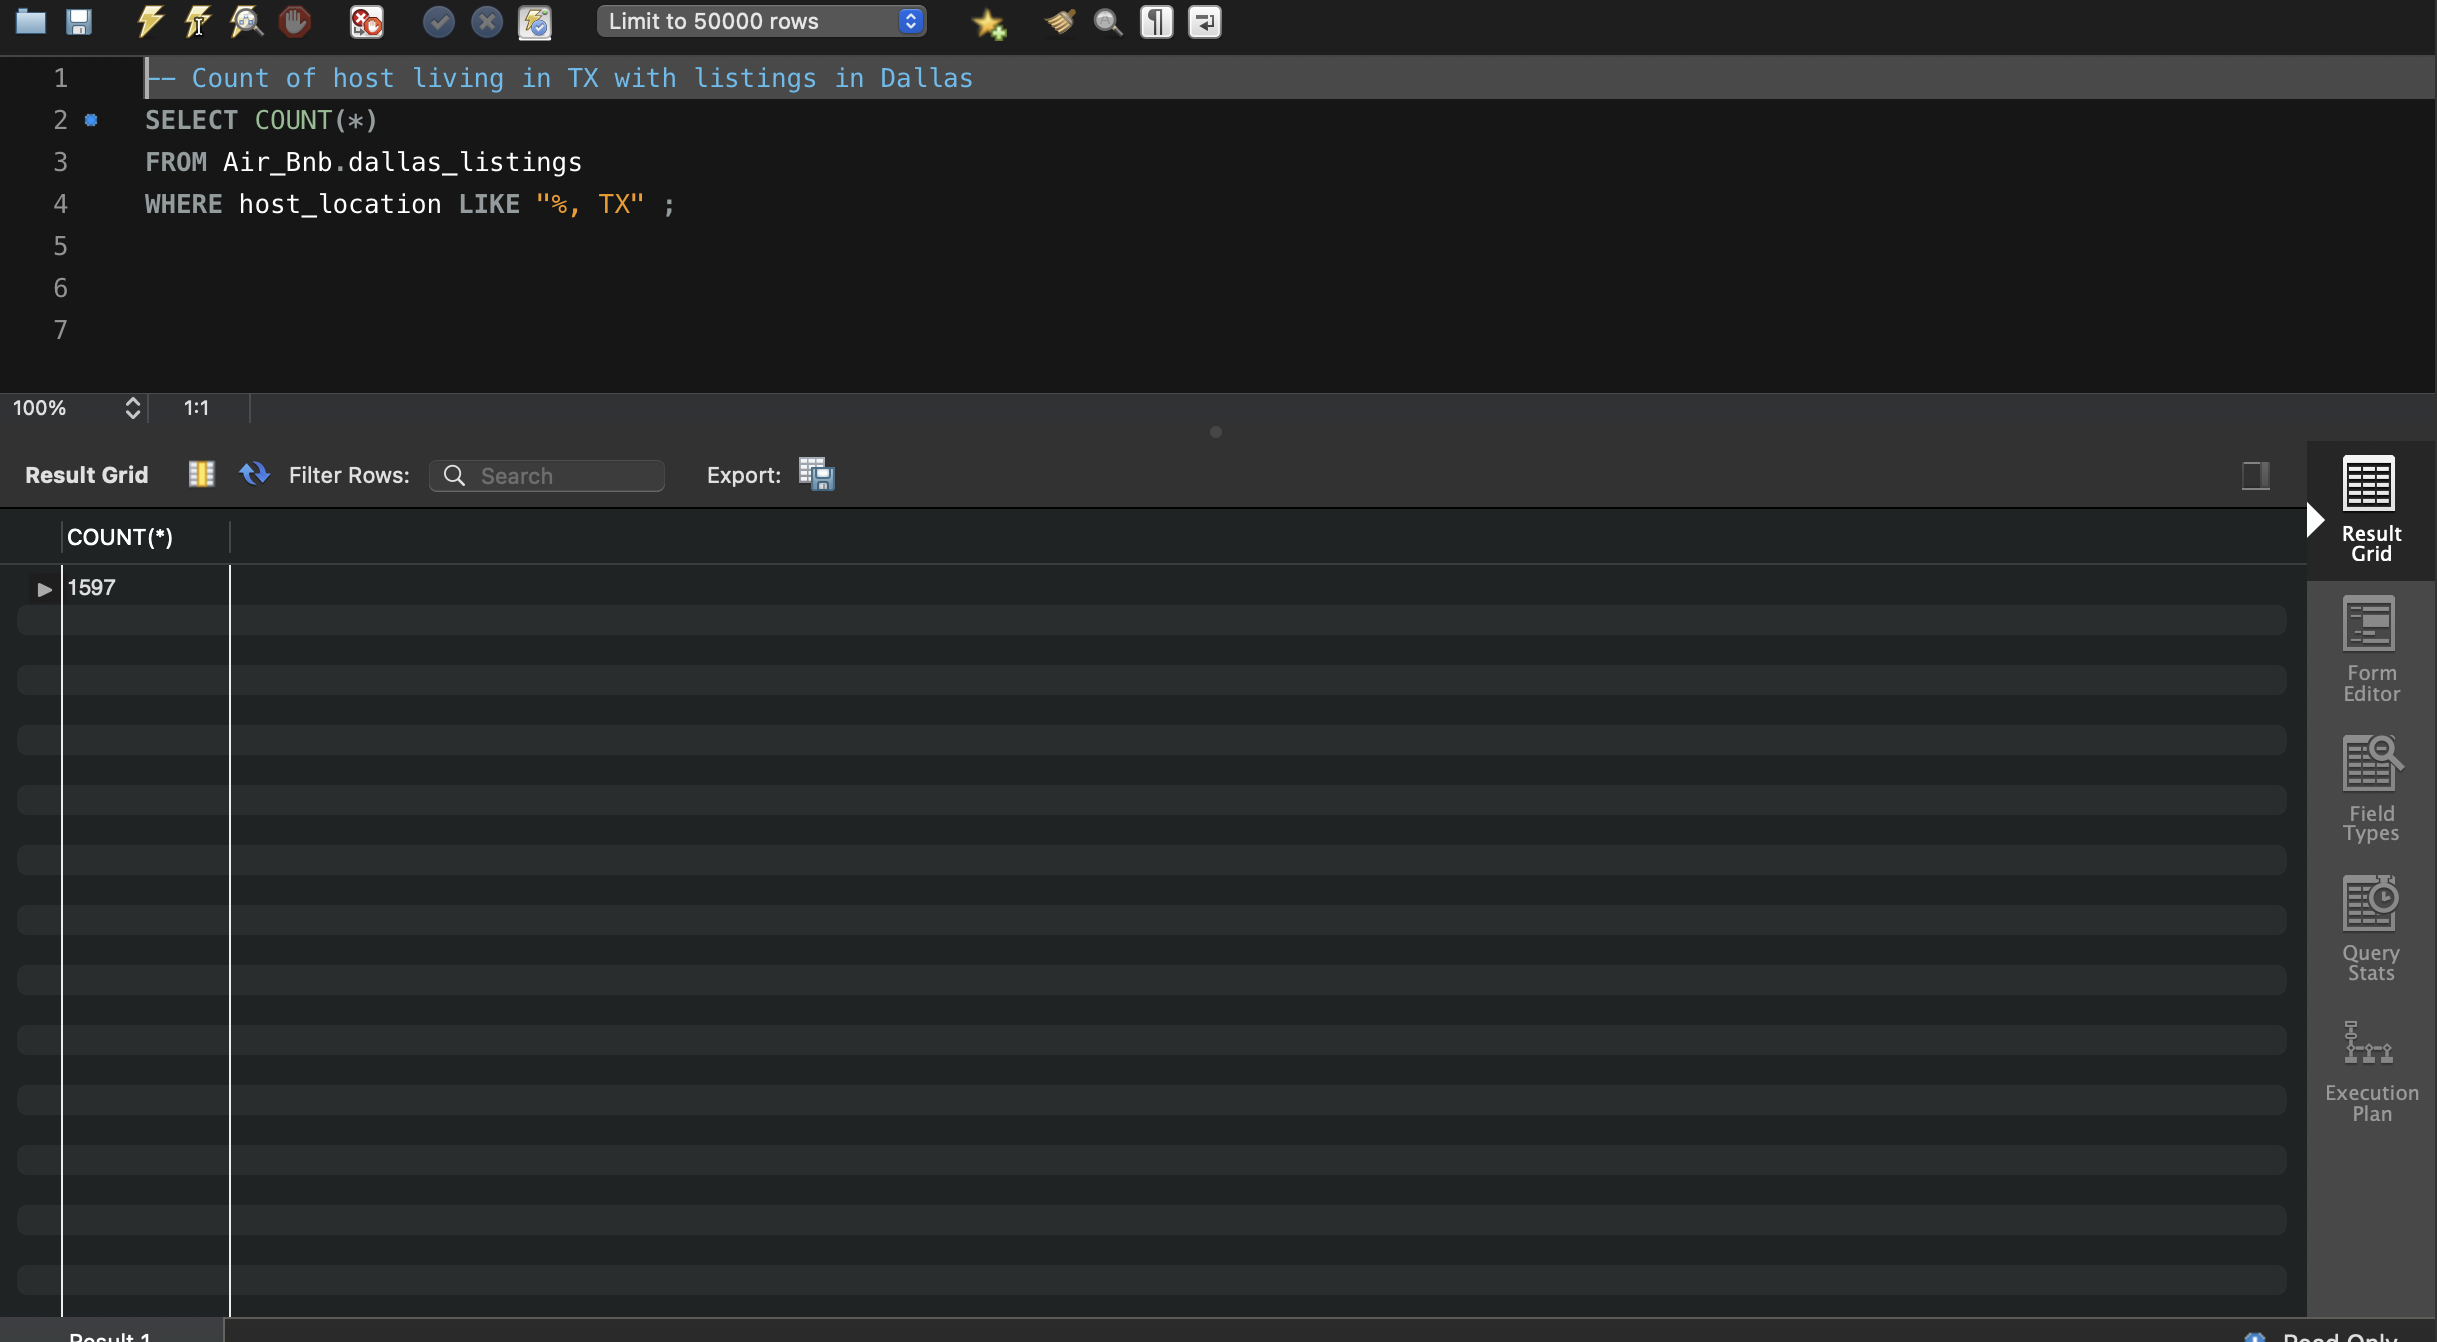 Limit to 50000 rows
1 -- Count of host living in TX with listings in Dallas
2 SELECT COUNT(*)
3 FROM Air_Bnb.dallas_listings
4 WHERE host_location LIKE "%, TX" ;
5
6
7
100% 1:1
Result Grid Filter Rows: Search Export:
COUNT(*)
1597
Result
Grid
Form
Editor
Field
Types
Query
Stats
Execution
Plan
Result 1
Read Only